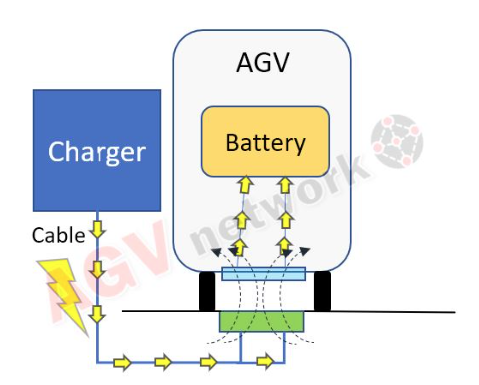 AGV
Battery
Charger
Cable
AGV network